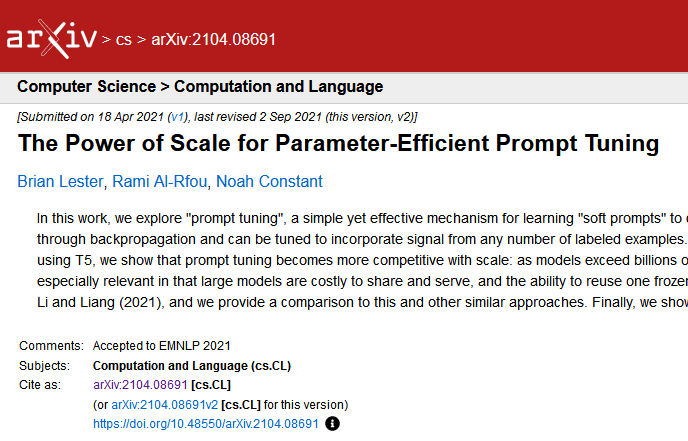 arXiv > cs > arXiv:2104.08691
Computer Science > Computation and Language
[Submitted on 18 Apr 2021 (v1), last revised 2 Sep 2021 (this version, v2)]
The Power of Scale for Parameter-Efficient Prompt Tuning
Brian Lester, Rami Al-Rfou, Noah Constant
In this work, we explore "prompt tuning", a simple yet effective mechanism for learning "soft prompts" to
through backpropagation and can be tuned to incorporate signal from any number of labeled examples.
using T5, we show that prompt tuning becomes more competitive with scale: as models exceed billions
especially relevant in that large models are costly to share and serve, and the ability to reuse one
Li and Liang (2021), and we provide a comparison to this and other similar approaches. Finally, we
Comments: Accepted to EMNLP 2021
Subjects: Computation and Language (cs.CL)
Cite as: arXiv:2104.08691 [cs.CL]
(or arXiv:2104.08691v2 [cs.CL] for this version)
https://doi.org/10.48550/arXiv.2104.08691